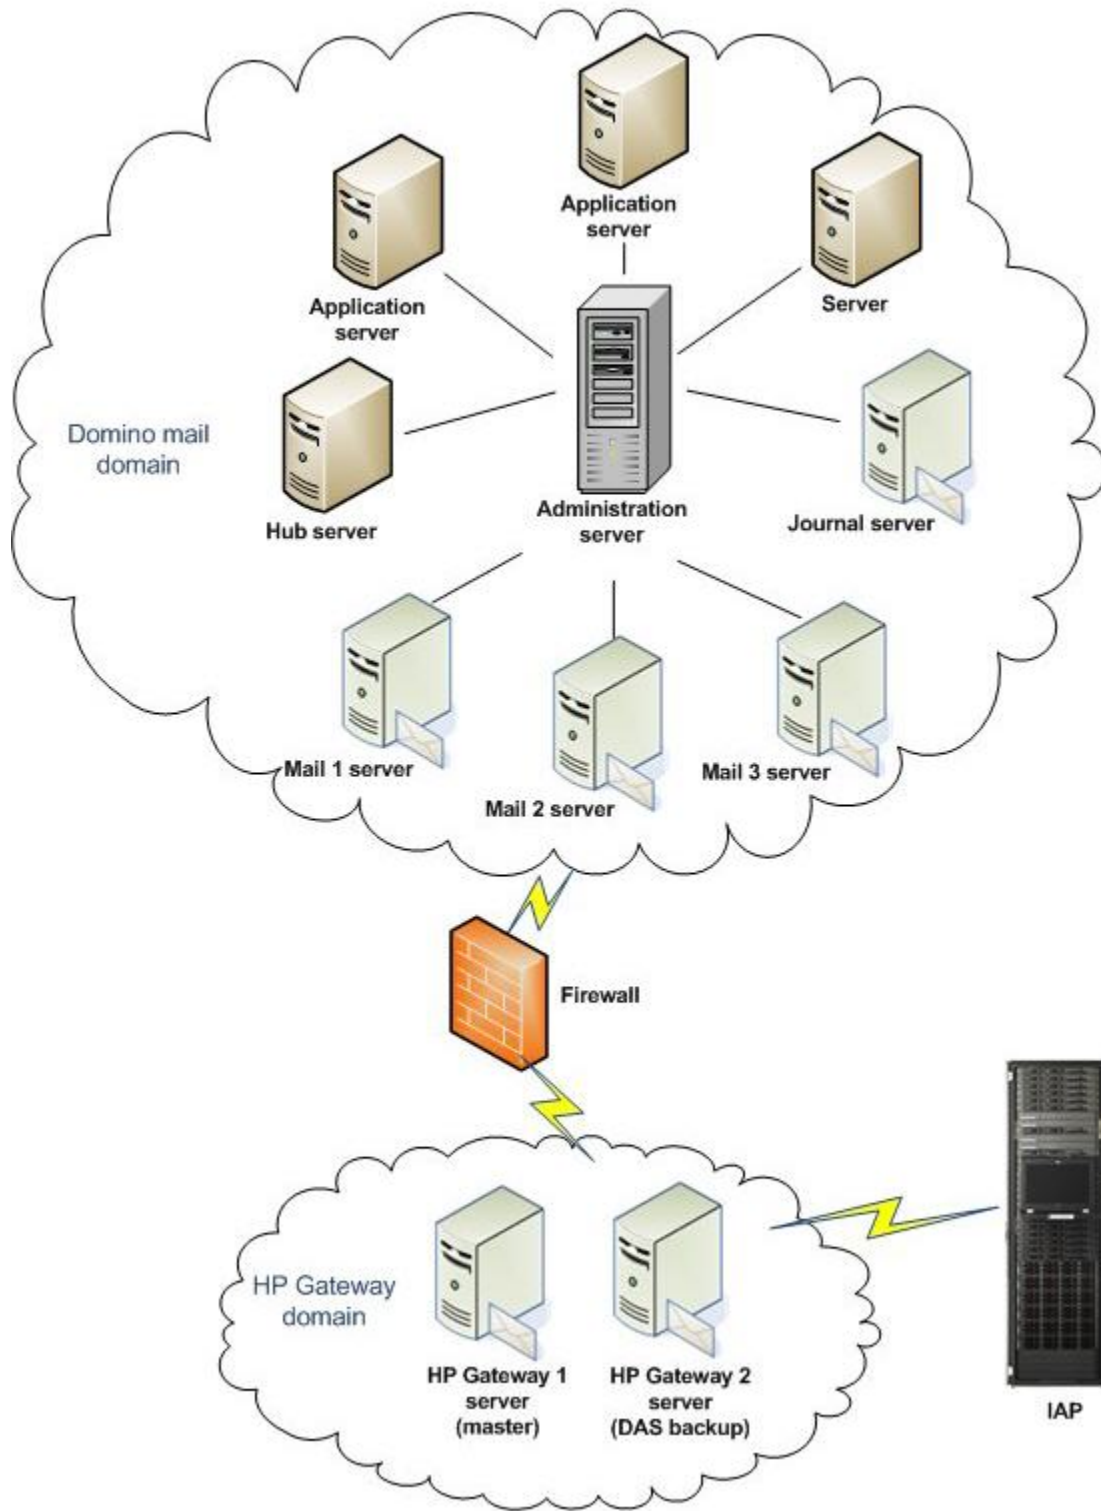 Application
server
Application
server
Server
Domino mail
domain
Hub server
Administration
server
Journal server
Mail 1 server
Mail 2 server
Mail 3 server
Firewall
HP Gateway
domain
HP Gateway 1
server
(master)
HP Gateway 2
server
(DAS backup)
IAP